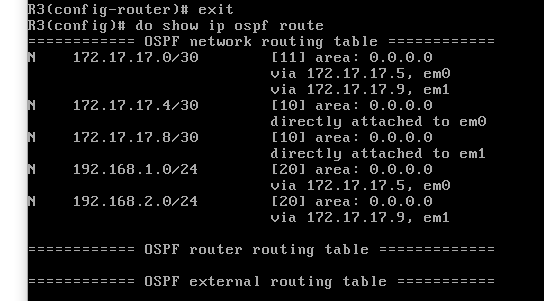 R3(config-router)# exit
R3(config)# do show ip ospf route
============ OSPF network routing table ============
N    172.17.17.0/30        [11] area: 0.0.0.0
                           via 172.17.17.5, em0
                           via 172.17.17.9, em1
N    172.17.17.4/30        [10] area: 0.0.0.0
                           directly attached to em0
N    172.17.17.8/30        [10] area: 0.0.0.0
                           directly attached to em1
N    192.168.1.0/24        [20] area: 0.0.0.0
                           via 172.17.17.5, em0
N    192.168.2.0/24        [20] area: 0.0.0.0
                           via 172.17.17.9, em1

============ OSPF router routing table =============

============ OSPF external routing table ===========